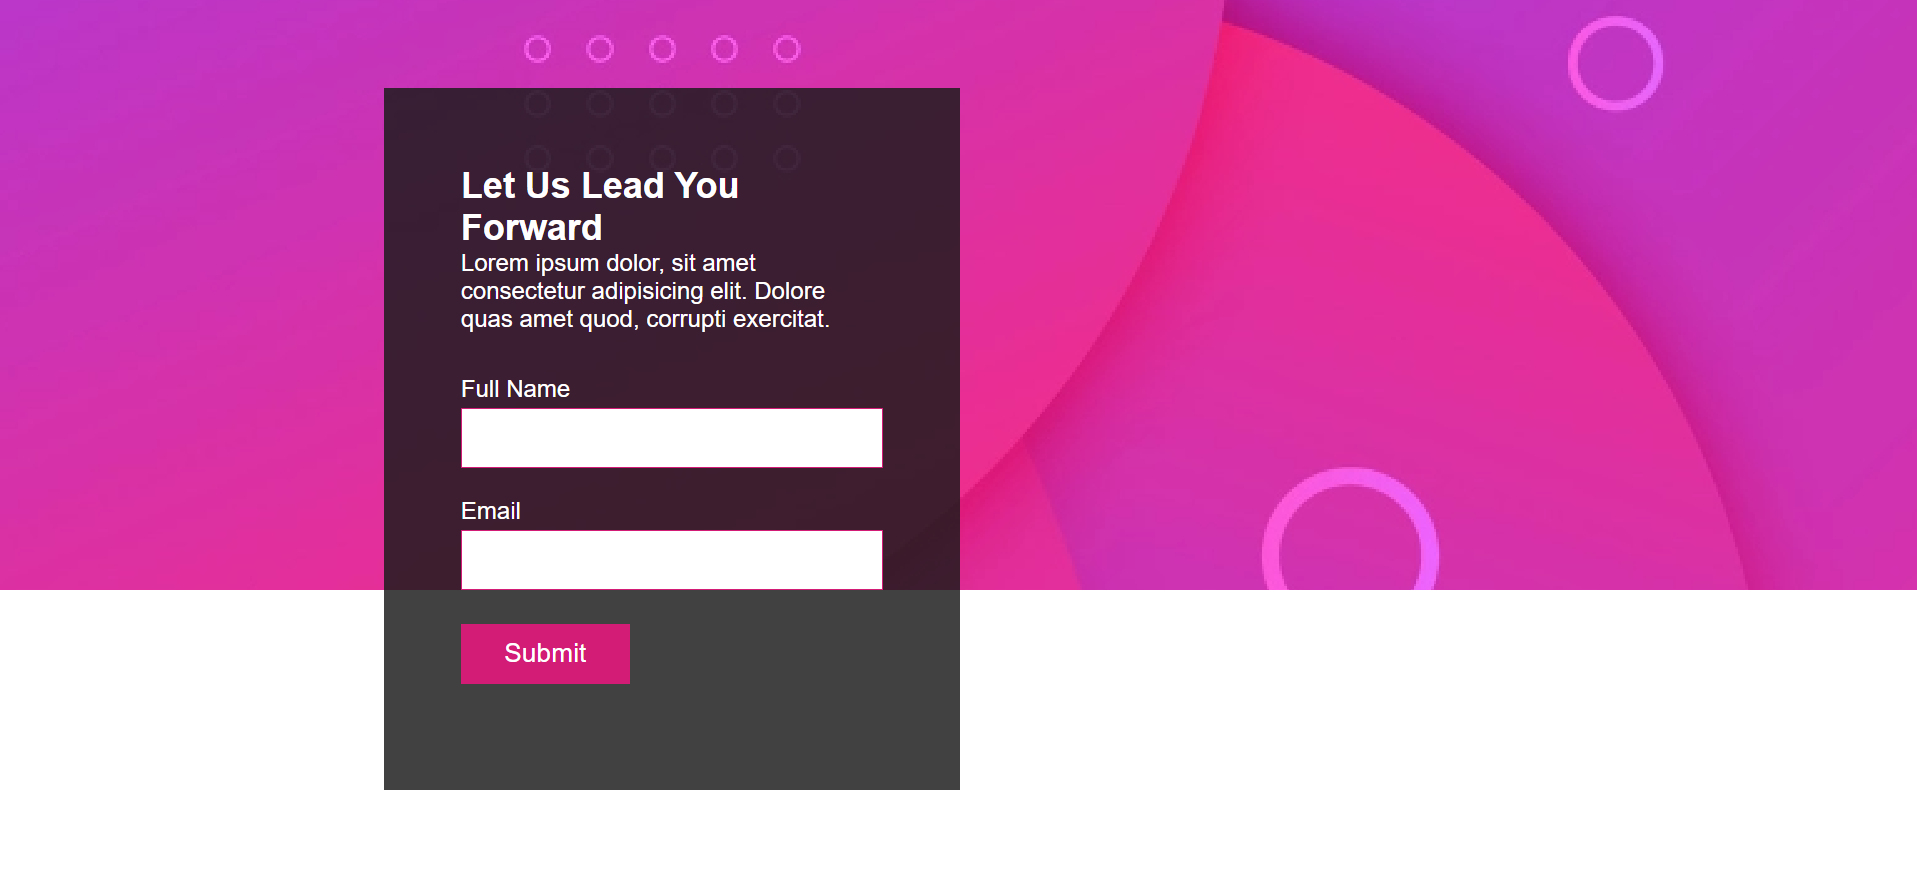 Let Us Lead You
Forward
Lorem ipsum dolor, sit amet
consectetur adipisicing elit. Dolore
quas amet quod, corrupti exercitat.
Full Name
Email
Submit